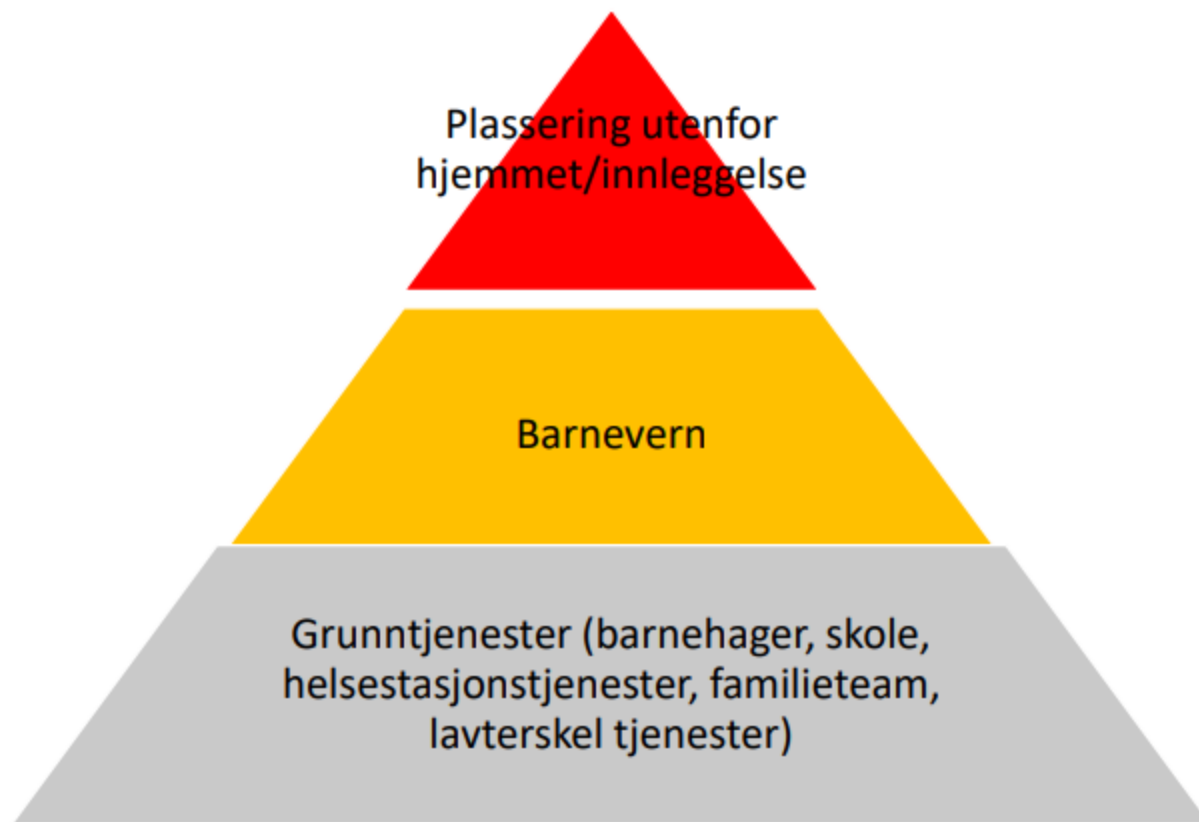 Plassering utenfor
hjemmet/innleggelse
Barnevern
Grunntjenester (barnehager, skole,
helsestasjonstjenester, familieteam,
lavterskel tjenester)